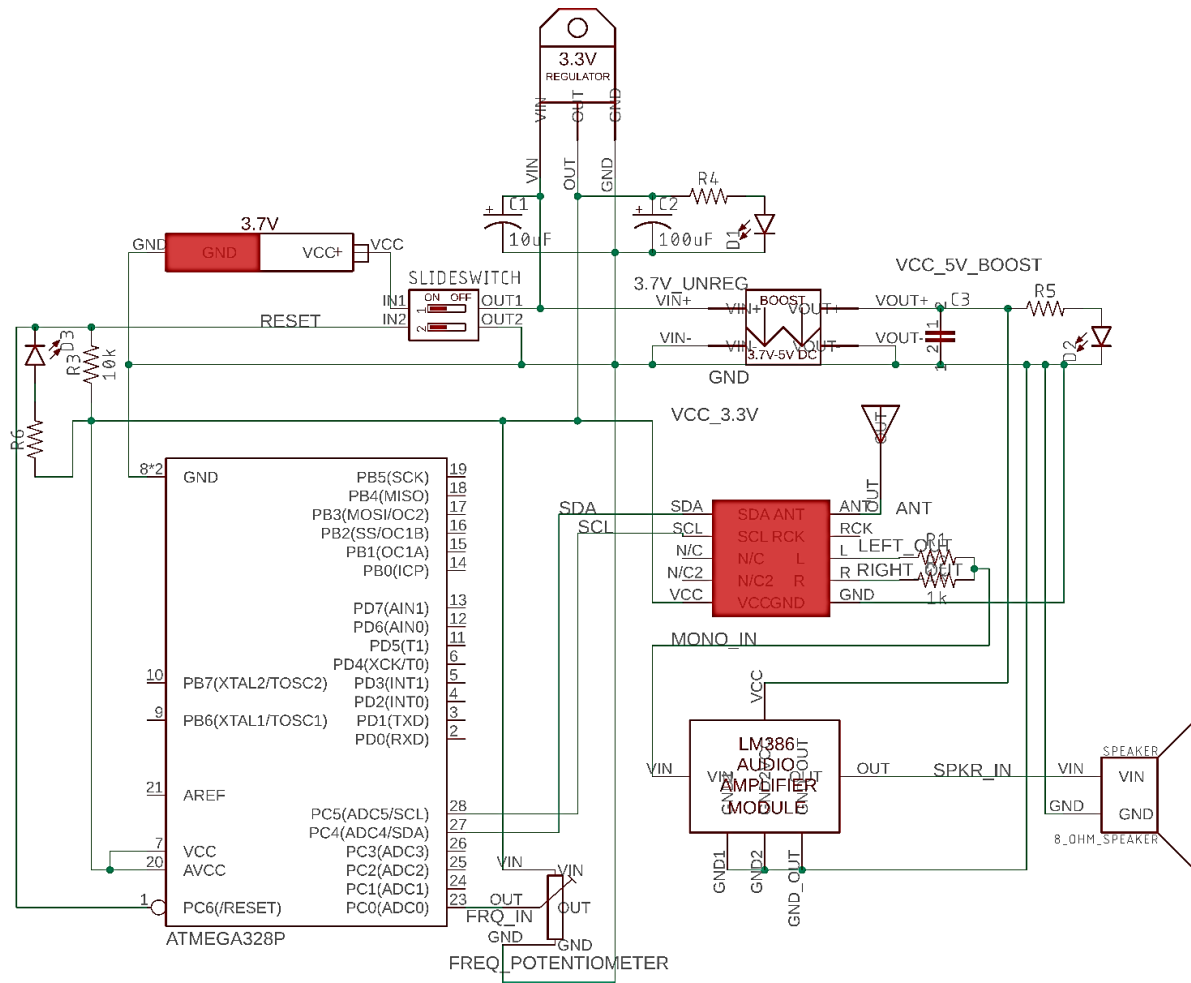 3.3V
REGULATOR
VIN
OUT
GND
VIN
OUT
GND
C1
10uF
C2
100uF
R4
D1
3.7V
GND
GND
VCC+
VCC
SLIDESWITCH
ON OFF
1
2
IN1
IN2
OUT1
OUT2
RESET
3.7V_UNREG
VIN+
VIN-
BOOST
VIN+
VOUT+
VIN-
VOUT-
3.7V-5V DC
VOUT+
VOUT-
GND
VCC_5V_BOOST
C3
1
2
R5
D2
D3
R3
10k
R6
VCC_3.3V
OUT
OUT
ANT
8*2
GND
PB5(SCK) 19
PB4(MISO) 18
PB3(MOSI/OC2) 17
PB2(SS/OC1B) 16
PB1(OC1A) 15
PB0(ICP) 14
PD7(AIN1) 13
PD6(AIN0) 12
PD5(T1) 11
PD4(XCK/T0) 6
PD3(INT1) 5
PD2(INT0) 4
PD1(TXD) 3
PD0(RXD) 2
10 PB7(XTAL2/TOSC2)
9 PB6(XTAL1/TOSC1)
21 AREF
PC5(ADC5/SCL) 28
PC4(ADC4/SDA) 27
7 VCC
PC3(ADC3) 26
20 AVCC
PC2(ADC2) 25
PC1(ADC1) 24
1 PC6(/RESET)
PC0(ADC0) 23
ATMEGA328P
SDA
SCL
SDA
SCL
N/C
N/C2
VCC
SDA ANT
SCL RCK
N/C L
N/C2 R
VCCGND
ANT
RCK
L
R
GND
LEFT_OUT
RIGHT_OUT
R1
1k
MONO_IN
VCC
VIN
VIN
LM386
AUDIO
AMPLIFIER
MODULE
OUT
OUT
SPKR_IN
GND1
GND2
GND_OUT
SPEAKER
VIN
VIN
GND
GND
8_OHM_SPEAKER
VIN
VIN
OUT
OUT
FRQ_IN
GND
GND
FREQ_POTENTIOMETER